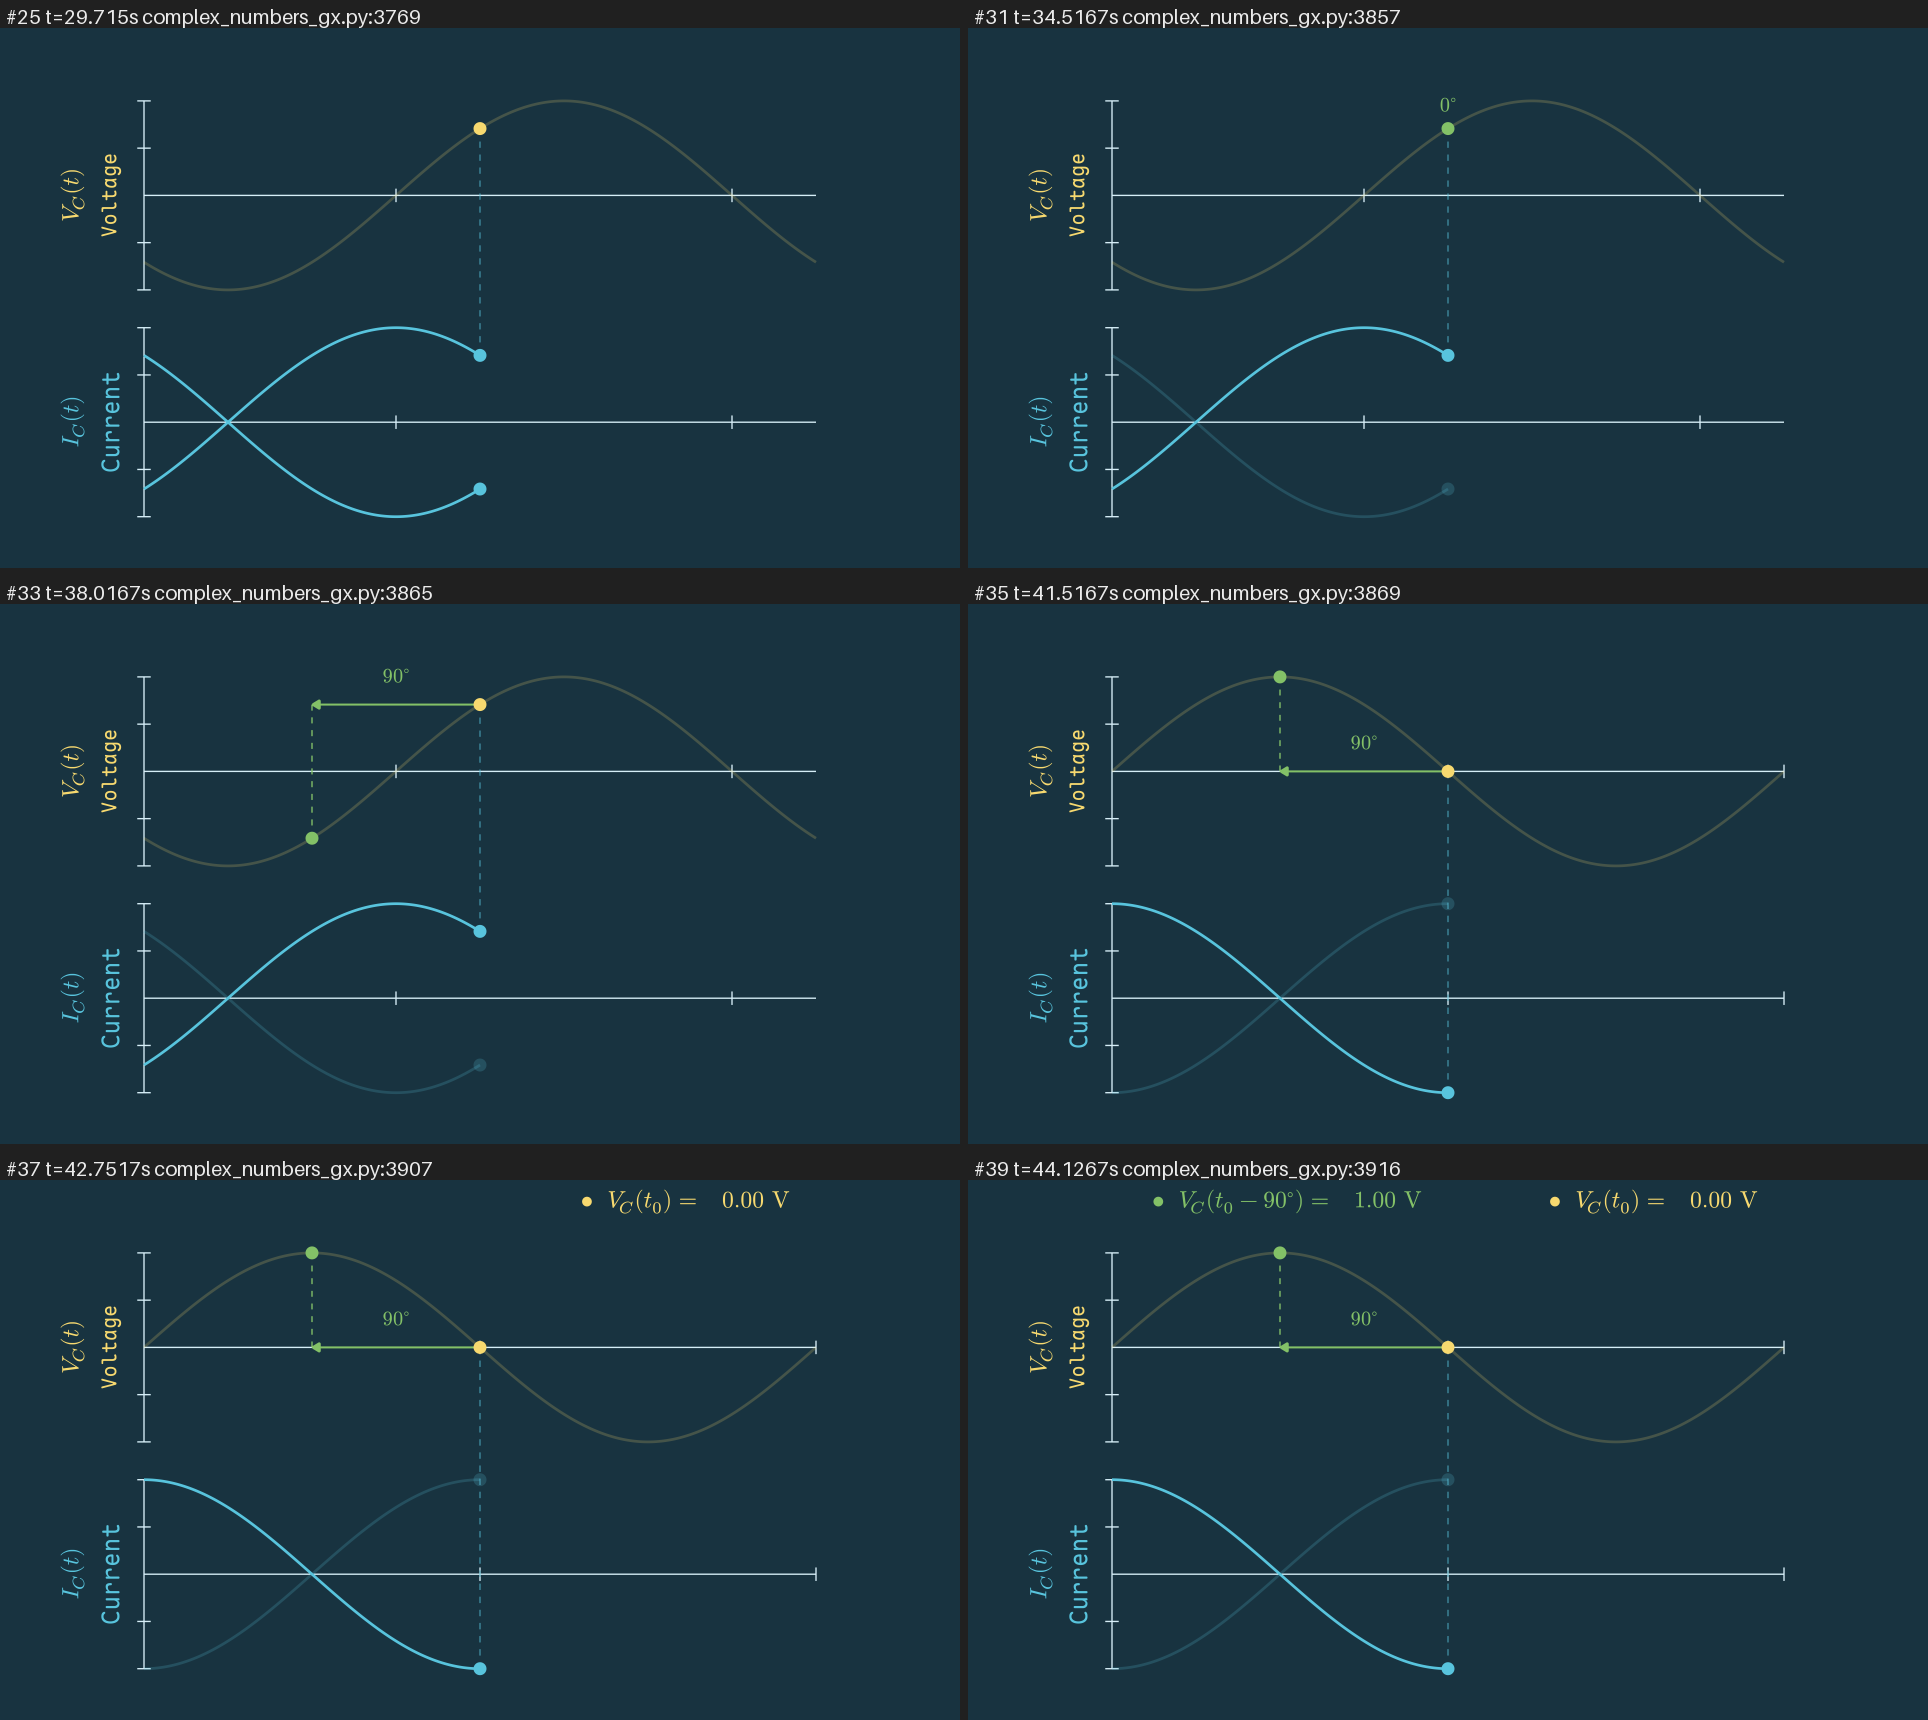 #25 t=29.715s complex_numbers_gx.py:3769
V_C(t)
Voltage
I_C(t)
Current
#31 t=34.5167s complex_numbers_gx.py:3857
0°
V_C(t)
Voltage
I_C(t)
Current
#33 t=38.0167s complex_numbers_gx.py:3865
90°
V_C(t)
Voltage
I_C(t)
Current
#35 t=41.5167s complex_numbers_gx.py:3869
90°
V_C(t)
Voltage
I_C(t)
Current
#37 t=42.7517s complex_numbers_gx.py:3907
V_C(t_0) = 0.00 V
90°
V_C(t)
Voltage
I_C(t)
Current
#39 t=44.1267s complex_numbers_gx.py:3916
V_C(t_0 − 90°) = 1.00 V
V_C(t_0) = 0.00 V
90°
V_C(t)
Voltage
I_C(t)
Current